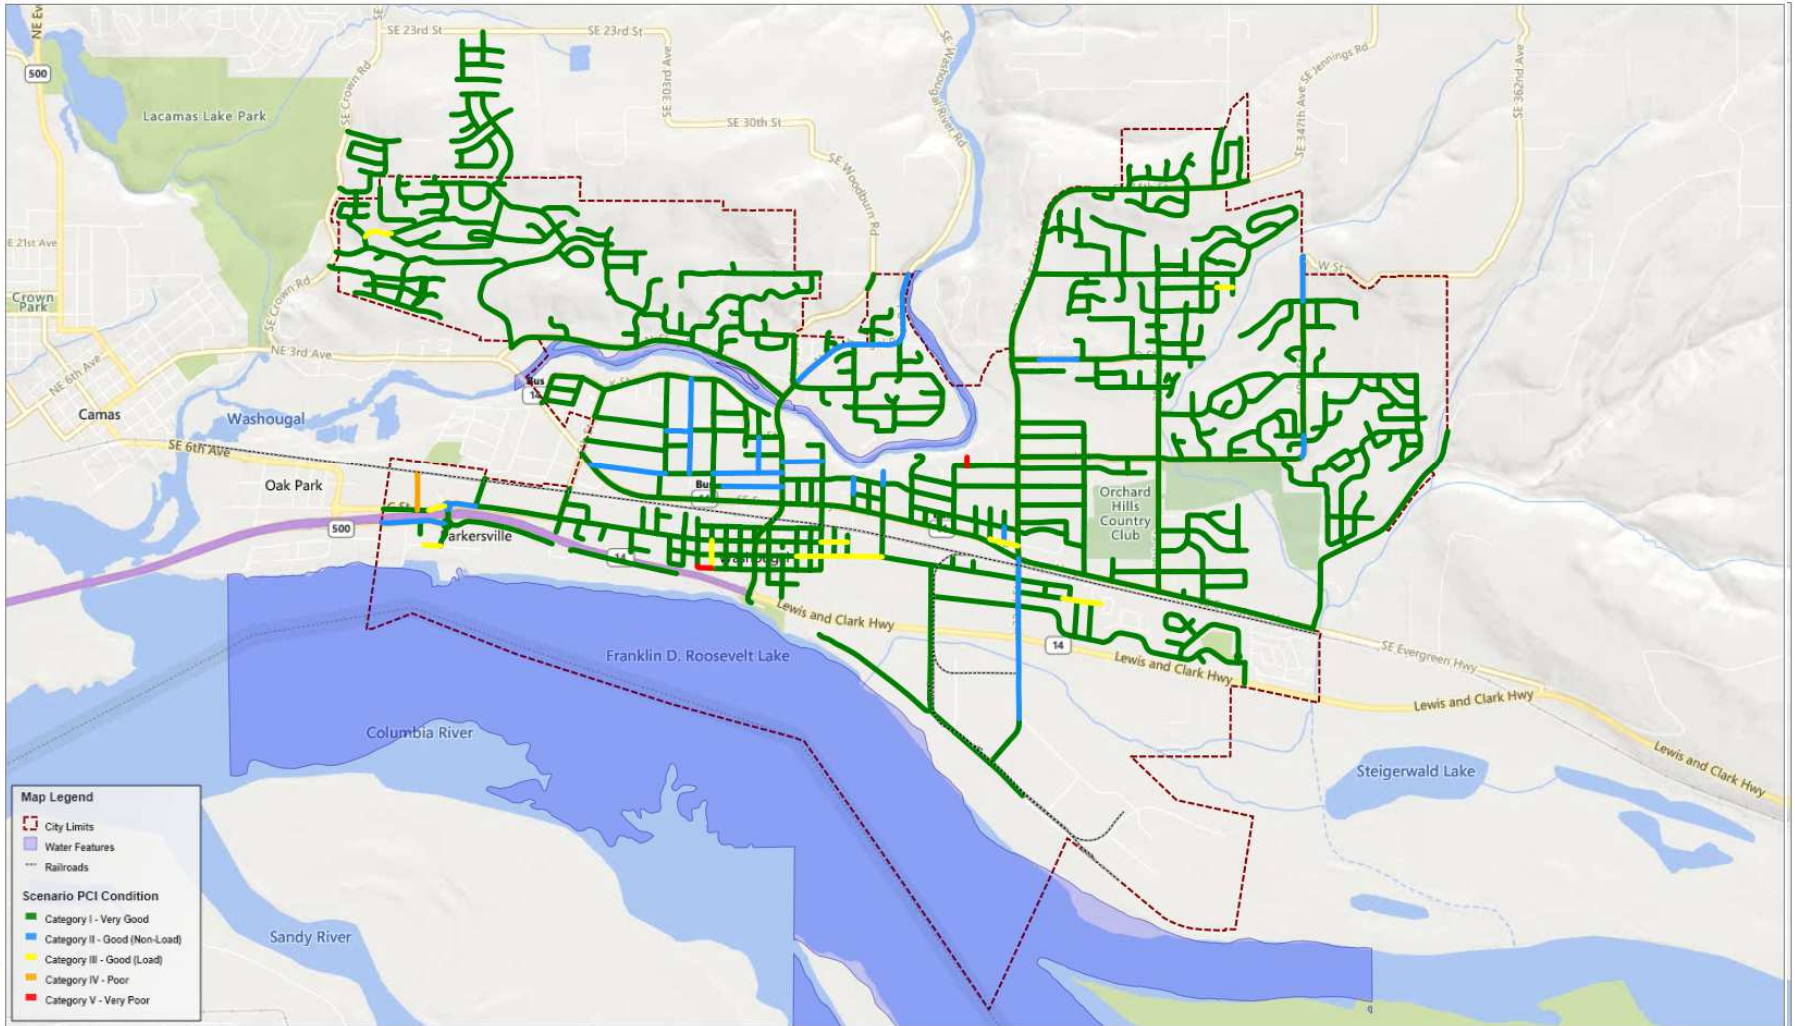 NE Ev
SE 23rd St
SE 23rd St
500
SE Crown Rd
SE 303rd Ave
SE Washougal River Rd
SE Jennings Rd
SE 347th Ave
SE 362nd Ave
Lacamas Lake Park
SE 30th St
SE Woodburn Rd
E 21st Ave
W St
Crown
Park
SE Crown Rd
NE 3rd Ave
NE 6th Ave
Bus
14
Camas
Washougal
SE 6th Ave
Oak Park
Bus
Orchard
Hills
Country
Club
500
arkersville
14
Lewis and Clark Hwy
14
Lewis and Clark Hwy
SE Evergreen Hwy
Franklin D. Roosevelt Lake
Lewis and Clark Hwy
Columbia River
Lewis and Clark Hwy
Steigerwald Lake
Sandy River
Map Legend
City Limits
Water Features
Railroads
Scenario PCI Condition
Category I - Very Good
Category II - Good (Non-Load)
Category III - Good (Load)
Category IV - Poor
Category V - Very Poor